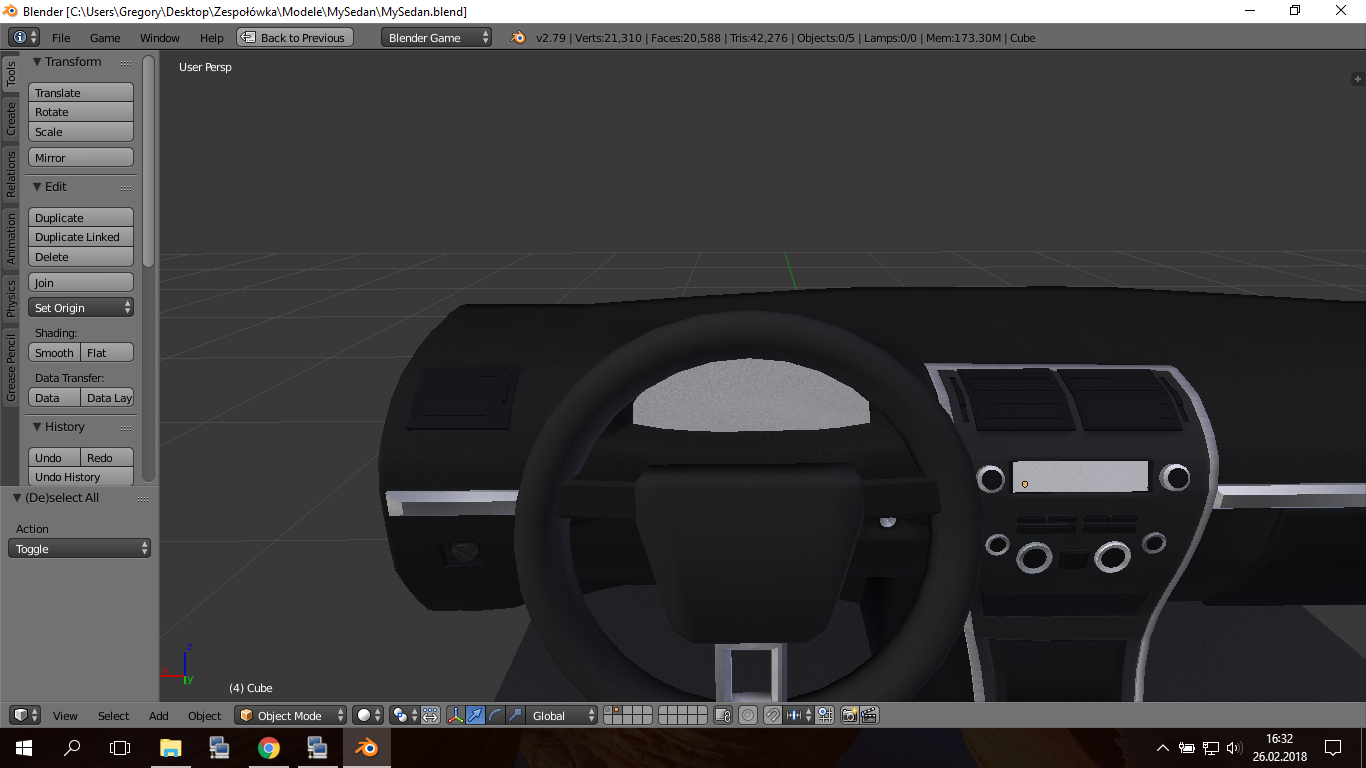 Blender [C:\Users\Gregory\Desktop\Zespołówka\Modele\MySedan\MySedan.blend]
File Game Window Help Back to Previous Blender Game v2.79 | Verts:21,310 | Faces:20,588 | Tris:42,276 | Objects:0/5 | Lamps:0/0 | Mem:173.30M | Cube
Tools
Create
Relations
Animation
Physics
Grease Pencil
Transform
Translate
Rotate
Scale
Mirror
Edit
Duplicate
Duplicate Linked
Delete
Join
Set Origin
Shading:
Smooth Flat
Data Transfer:
Data Data Lay
History
Undo Redo
Undo History
(De)select All
Action
Toggle
User Persp
z
x
y
(4) Cube
View Select Add Object Object Mode Global
16:32
26.02.2018